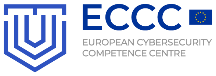 ECCC
EUROPEAN CYBERSECURITY
COMPETENCE CENTRE